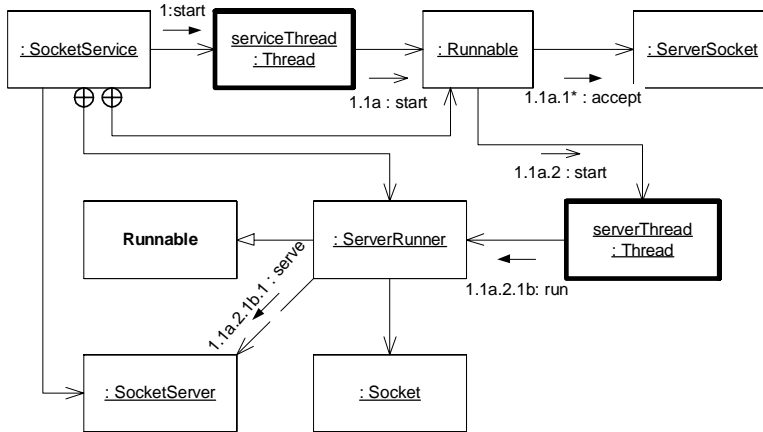 1:start
: SocketService
serviceThread
: Thread
: Runnable
: ServerSocket
1.1a : start
1.1a.1* : accept
1.1a.2 : start
Runnable
: ServerRunner
serverThread
: Thread
1.1a.2.1b: run
1.1a.2.1b.1 : serve
: SocketServer
: Socket